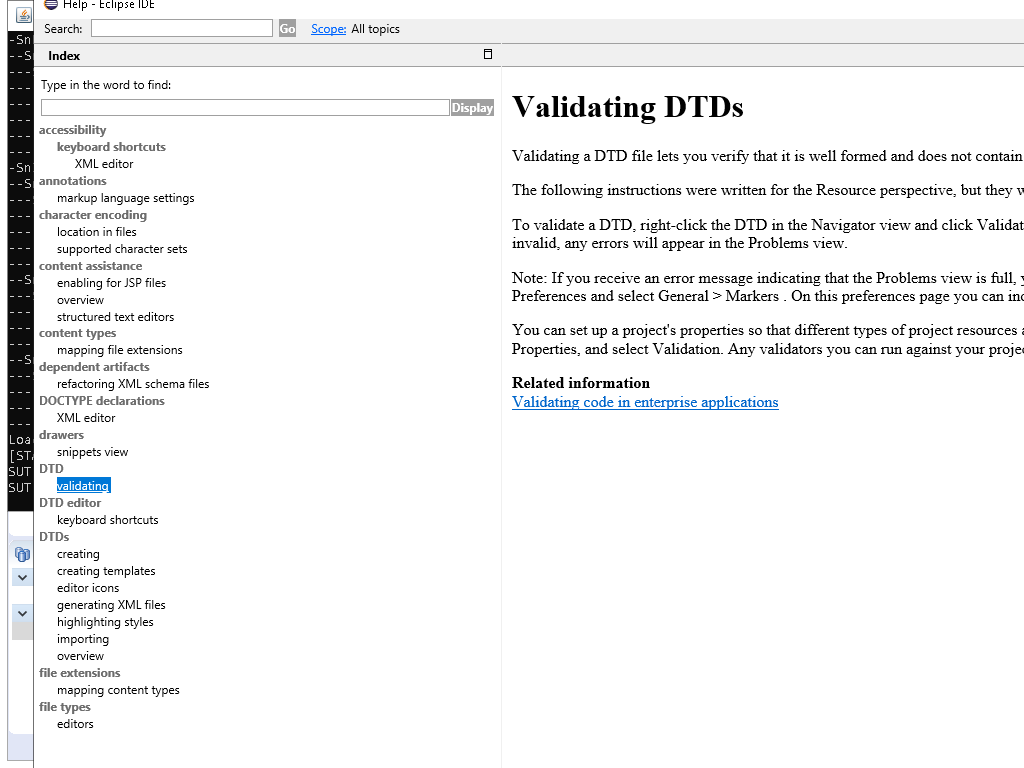 Help - Eclipse IDE
Search:
Go
Scope: All topics
Index
Type in the word to find:
Display
accessibility
keyboard shortcuts
XML editor
annotations
markup language settings
character encoding
location in files
supported character sets
content assistance
enabling for JSP files
overview
structured text editors
content types
mapping file extensions
dependent artifacts
refactoring XML schema files
DOCTYPE declarations
XML editor
drawers
snippets view
DTD
validating
DTD editor
keyboard shortcuts
DTDs
creating
creating templates
editor icons
generating XML files
highlighting styles
importing
overview
file extensions
mapping content types
file types
editors
Validating DTDs
Validating a DTD file lets you verify that it is well formed and does not contain
The following instructions were written for the Resource perspective, but they
To validate a DTD, right-click the DTD in the Navigator view and click Validat
invalid, any errors will appear in the Problems view.
Note: If you receive an error message indicating that the Problems view is full,
Preferences and select General > Markers . On this preferences page you can
You can set up a project's properties so that different types of project resources
Properties, and select Validation. Any validators you can run against your proje
Related information
Validating code in enterprise applications
-Sn
--S
-Sn
--S
--S
--S
Loa
[STA
SUT
SUT